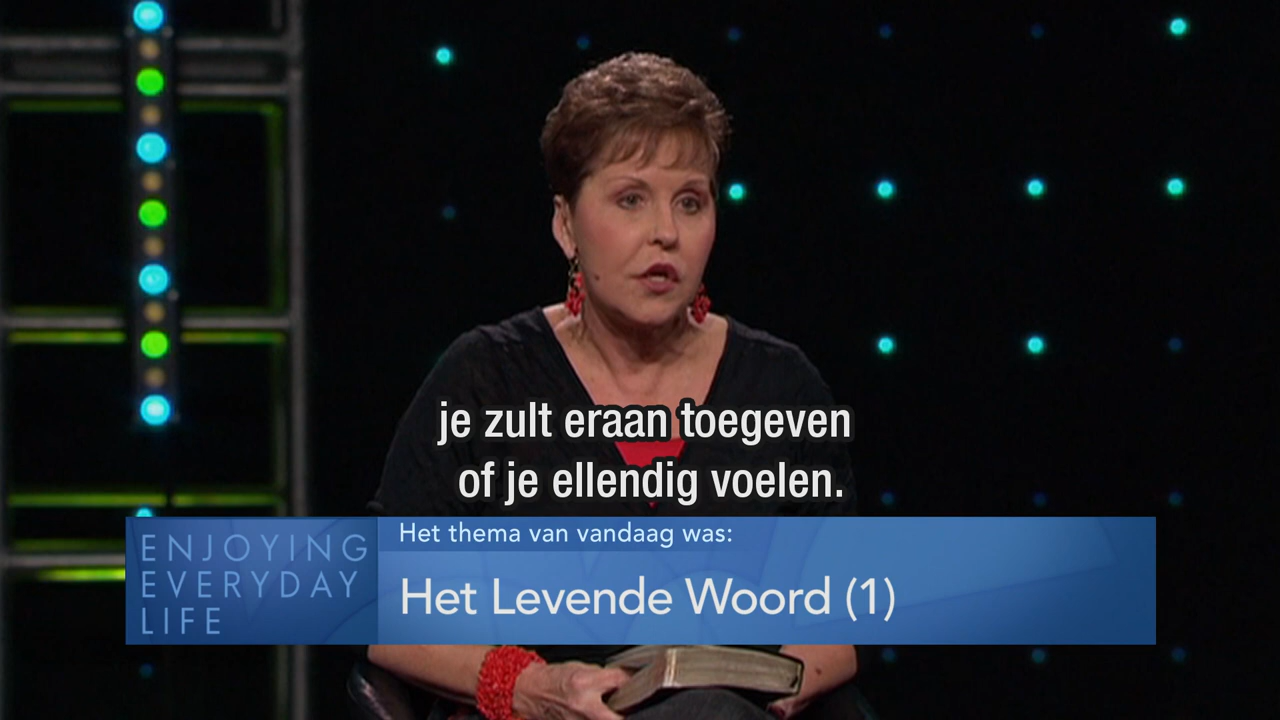 je zult eraan toegeven
of je ellendig voelen.
ENJOYING
EVERYDAY
LIFE
Het thema van vandaag was:
Het Levende Woord (1)